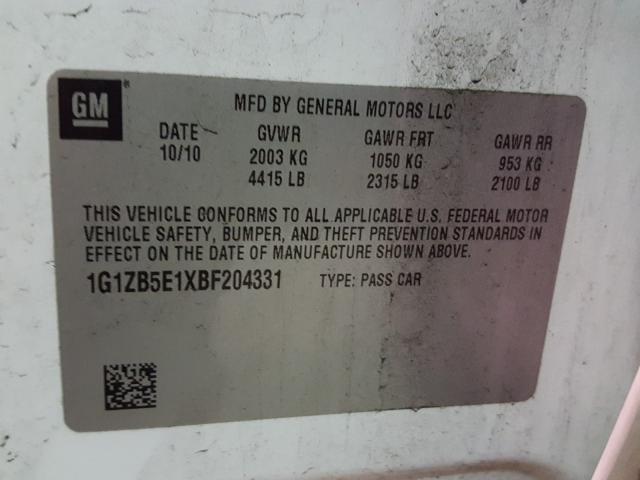 GM ®
MFD BY GENERAL MOTORS LLC
DATE GVWR GAWR FRT GAWR RR
10/10 2003 KG 1050 KG 953 KG
4415 LB 2315 LB 2100 LB
THIS VEHICLE CONFORMS TO ALL APPLICABLE U.S. FEDERAL MOTOR
VEHICLE SAFETY, BUMPER, AND THEFT PREVENTION STANDARDS IN
EFFECT ON THE DATE OF MANUFACTURE SHOWN ABOVE.
1G1ZB5E1XBF204331 TYPE: PASS CAR